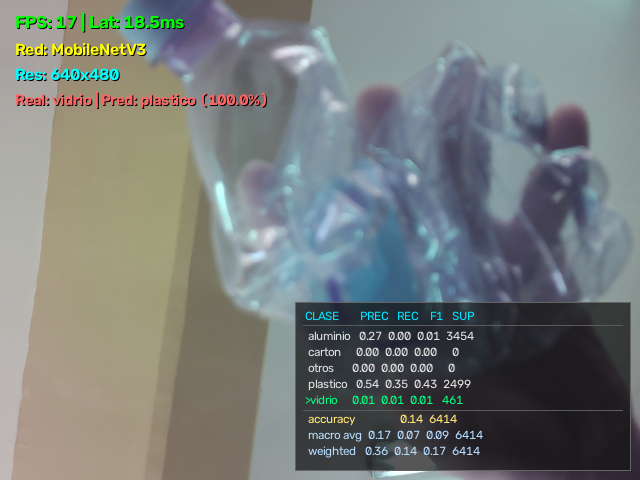 FPS: 17 | Lat: 18.5ms
Red: MobileNetV3
Res: 640x480
Real: vidrio | Pred: plastico (100.0%)
CLASE PREC REC F1 SUP
aluminio 0.27 0.00 0.01 3454
carton 0.00 0.00 0.00 0
otros 0.00 0.00 0.00 0
plastico 0.54 0.35 0.43 2499
>vidrio 0.01 0.01 0.01 461
accuracy 0.14 6414
macro avg 0.17 0.07 0.09 6414
weighted 0.36 0.14 0.17 6414